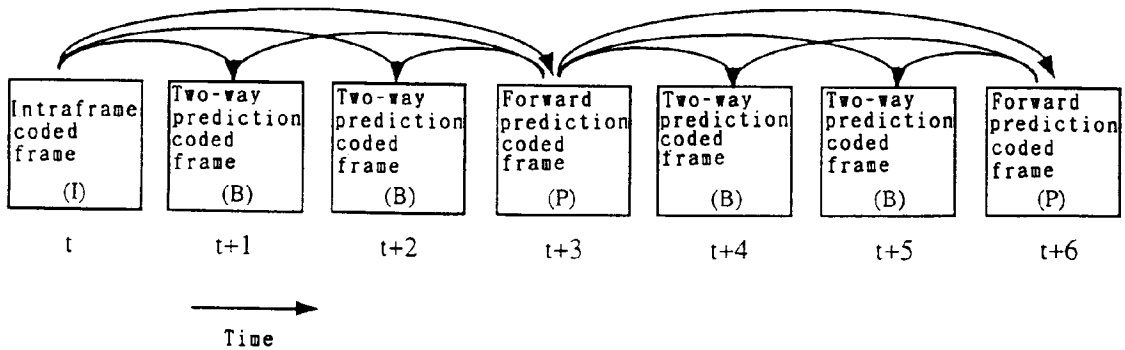 Intraframe
coded
frame
(I)
Two-way
prediction
coded
frame
(B)
Two-way
prediction
coded
frame
(B)
Forward
prediction
coded
frame
(P)
Two-way
prediction
coded
frame
(B)
Two-way
prediction
coded
frame
(B)
Forward
prediction
coded
frame
(P)
t
t+1
t+2
t+3
t+4
t+5
t+6
Time